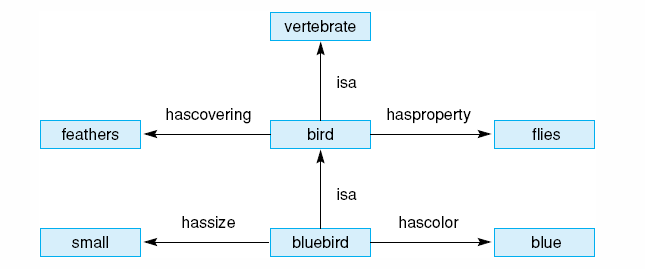 vertebrate
isa
hascovering
hasproperty
feathers
bird
flies
isa
hassize
hascolor
small
bluebird
blue